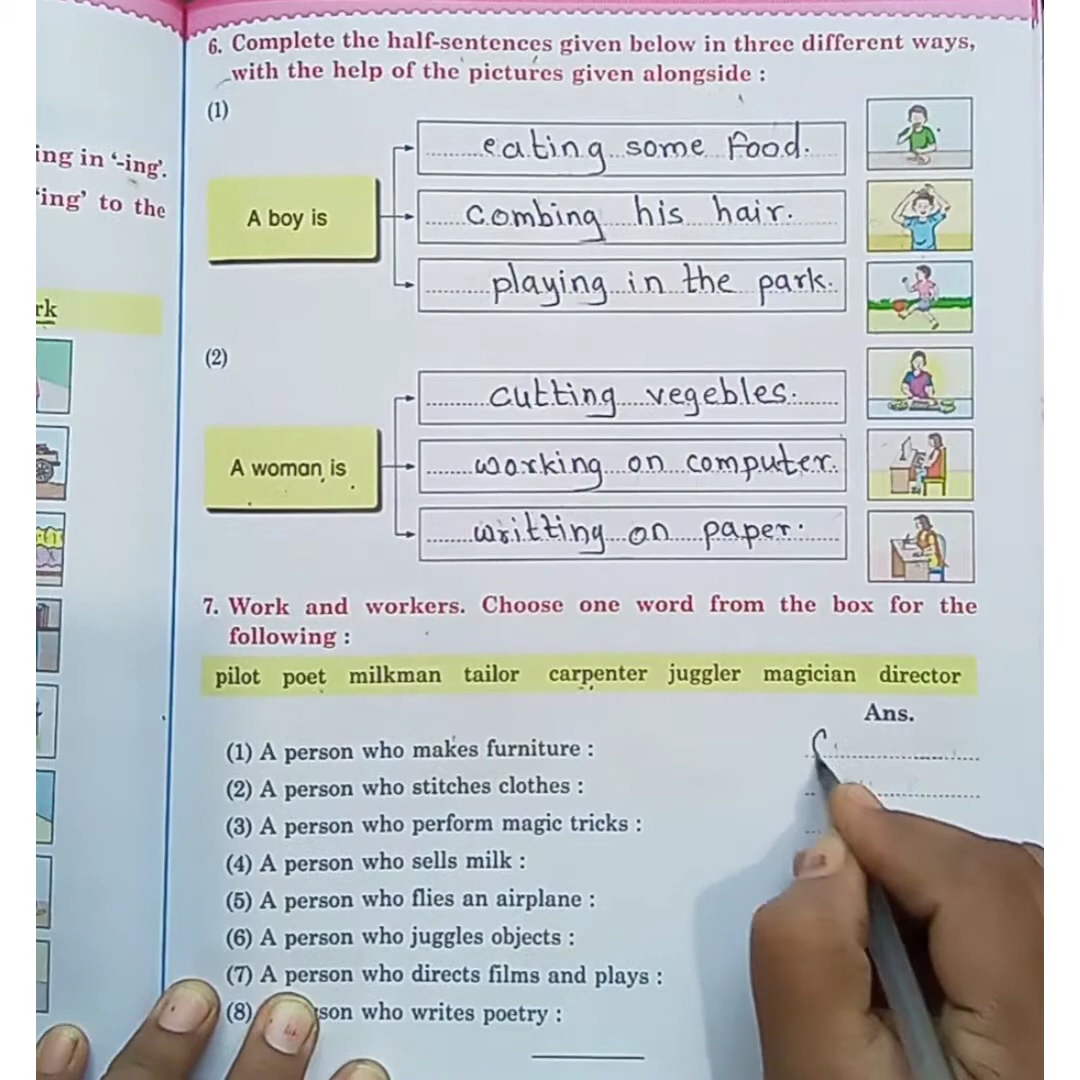 6. Complete the half-sentences given below in three different ways,
with the help of the pictures given alongside :
(1)
ing in '-ing'.
'ing' to the
rk
A boy is
eating some food.
combing his hair.
playing in the park.
(2)
A woman is
cutting vegebles.
working on computer.
writting on paper.
7. Work and workers. Choose one word from the box for the
following :
pilot poet milkman tailor carpenter juggler magician director
Ans.
(1) A person who makes furniture :
(2) A person who stitches clothes :
(3) A person who perform magic tricks :
(4) A person who sells milk :
(5) A person who flies an airplane :
(6) A person who juggles objects :
(7) A person who directs films and plays :
(8) son who writes poetry :